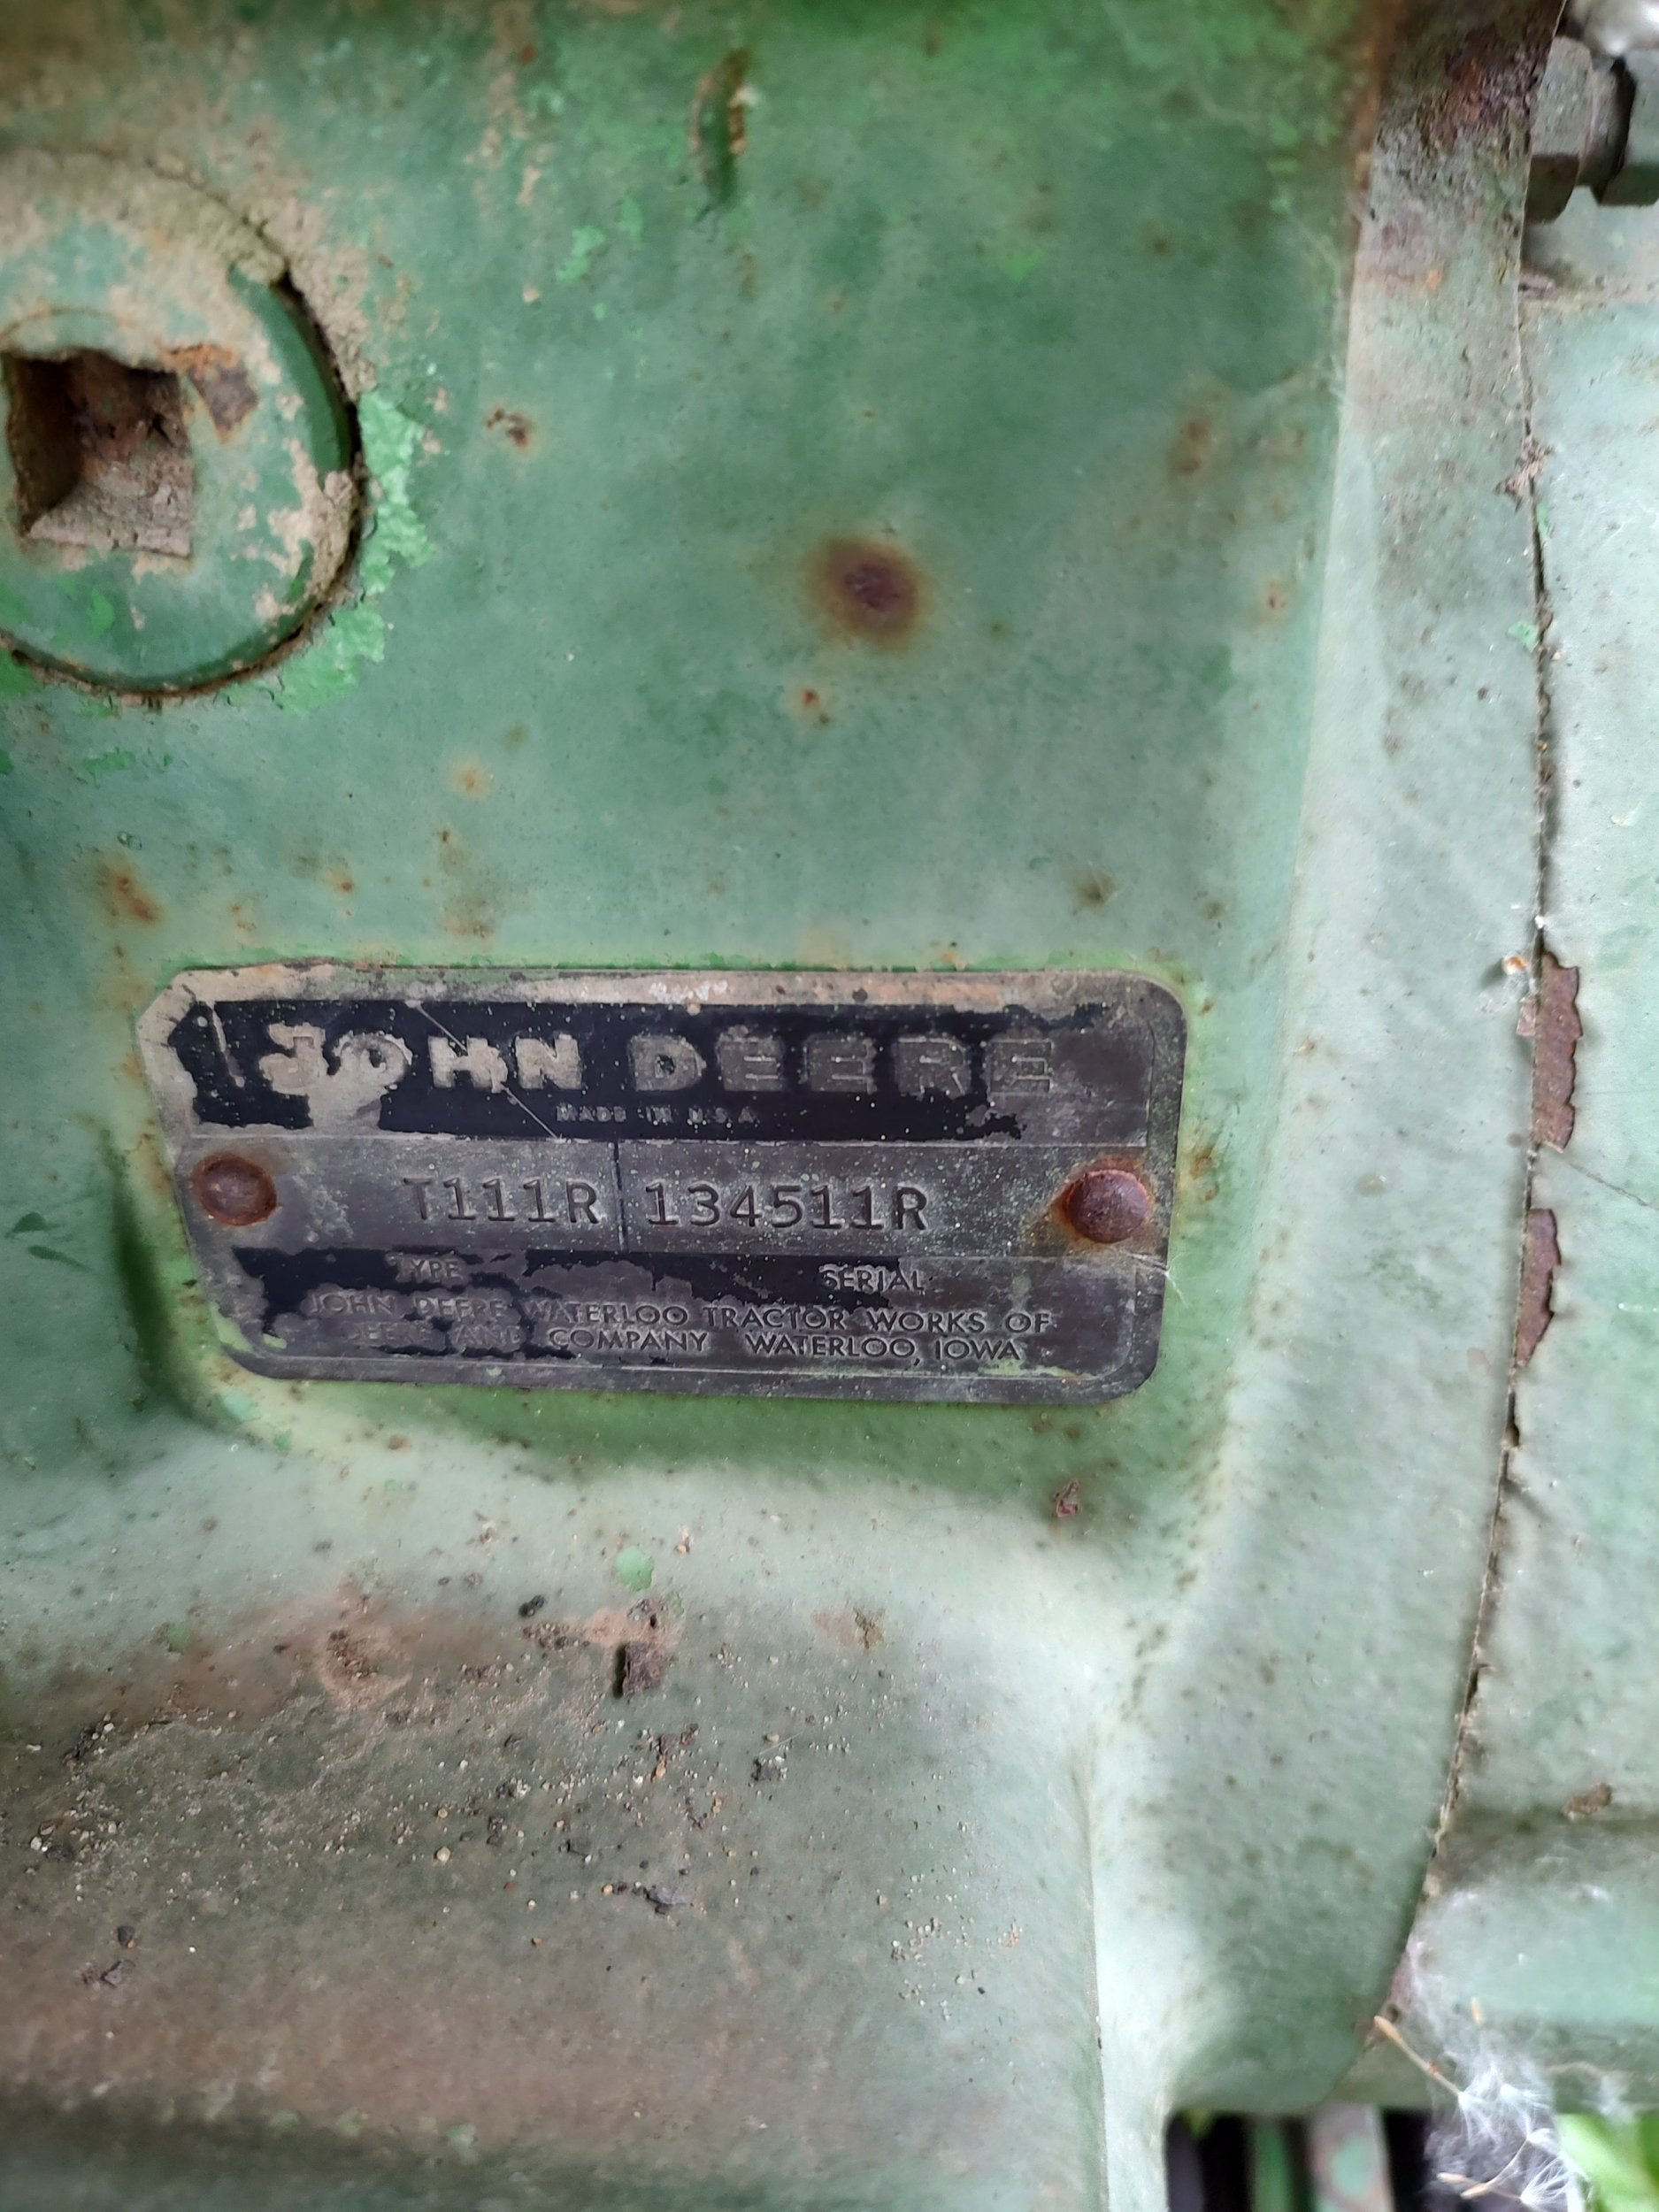 JOHN DEERE
MADE IN U.S.A
T111R 134511R
TYPE SERIAL
JOHN DEERE WATERLOO TRACTOR WORKS OF
DEERE AND COMPANY WATERLOO, IOWA